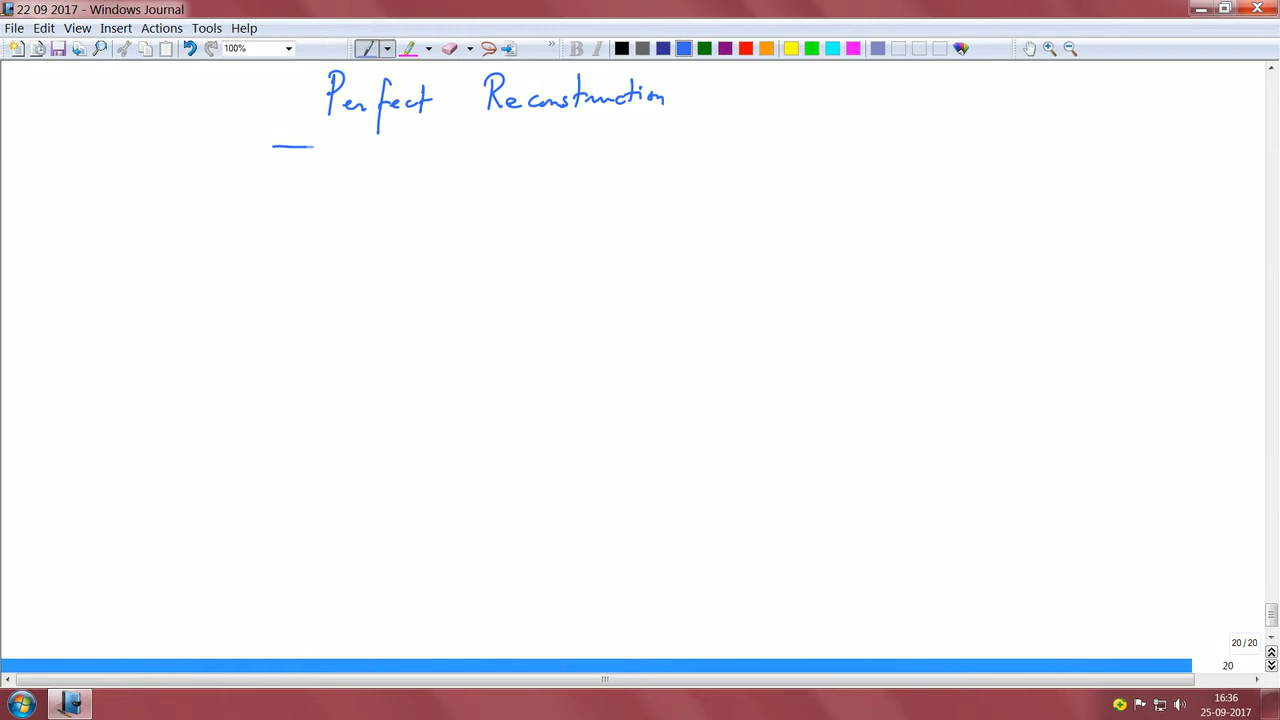 22 09 2017 - Windows Journal
File Edit View Insert Actions Tools Help
100%
B I
Perfect Reconstruction
20 / 20
20
16:36
25-09-2017